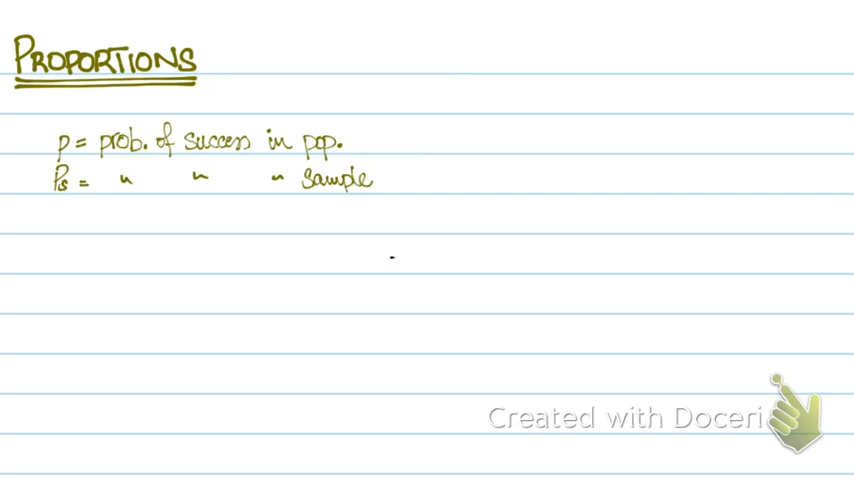 PROPORTIONS
p = prob. of success in pop.
Ps = " " " sample
Created with Doceri